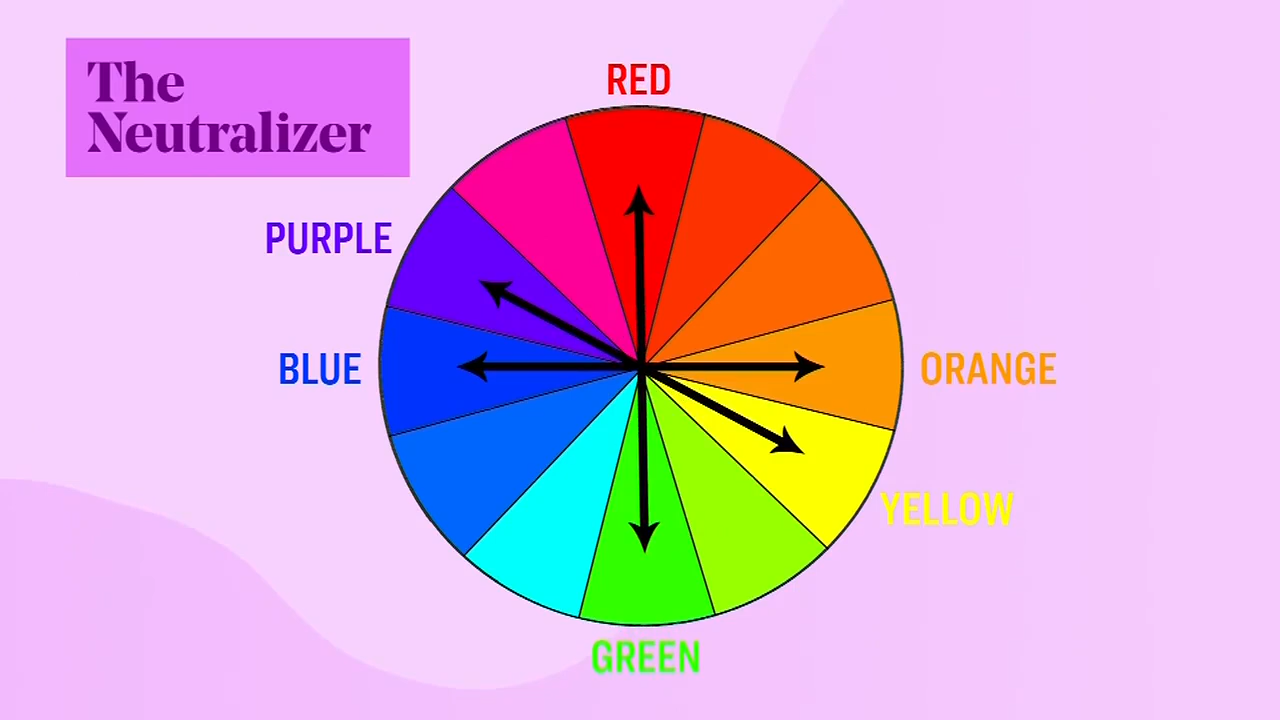 The
Neutralizer
RED
PURPLE
BLUE
ORANGE
YELLOW
GREEN